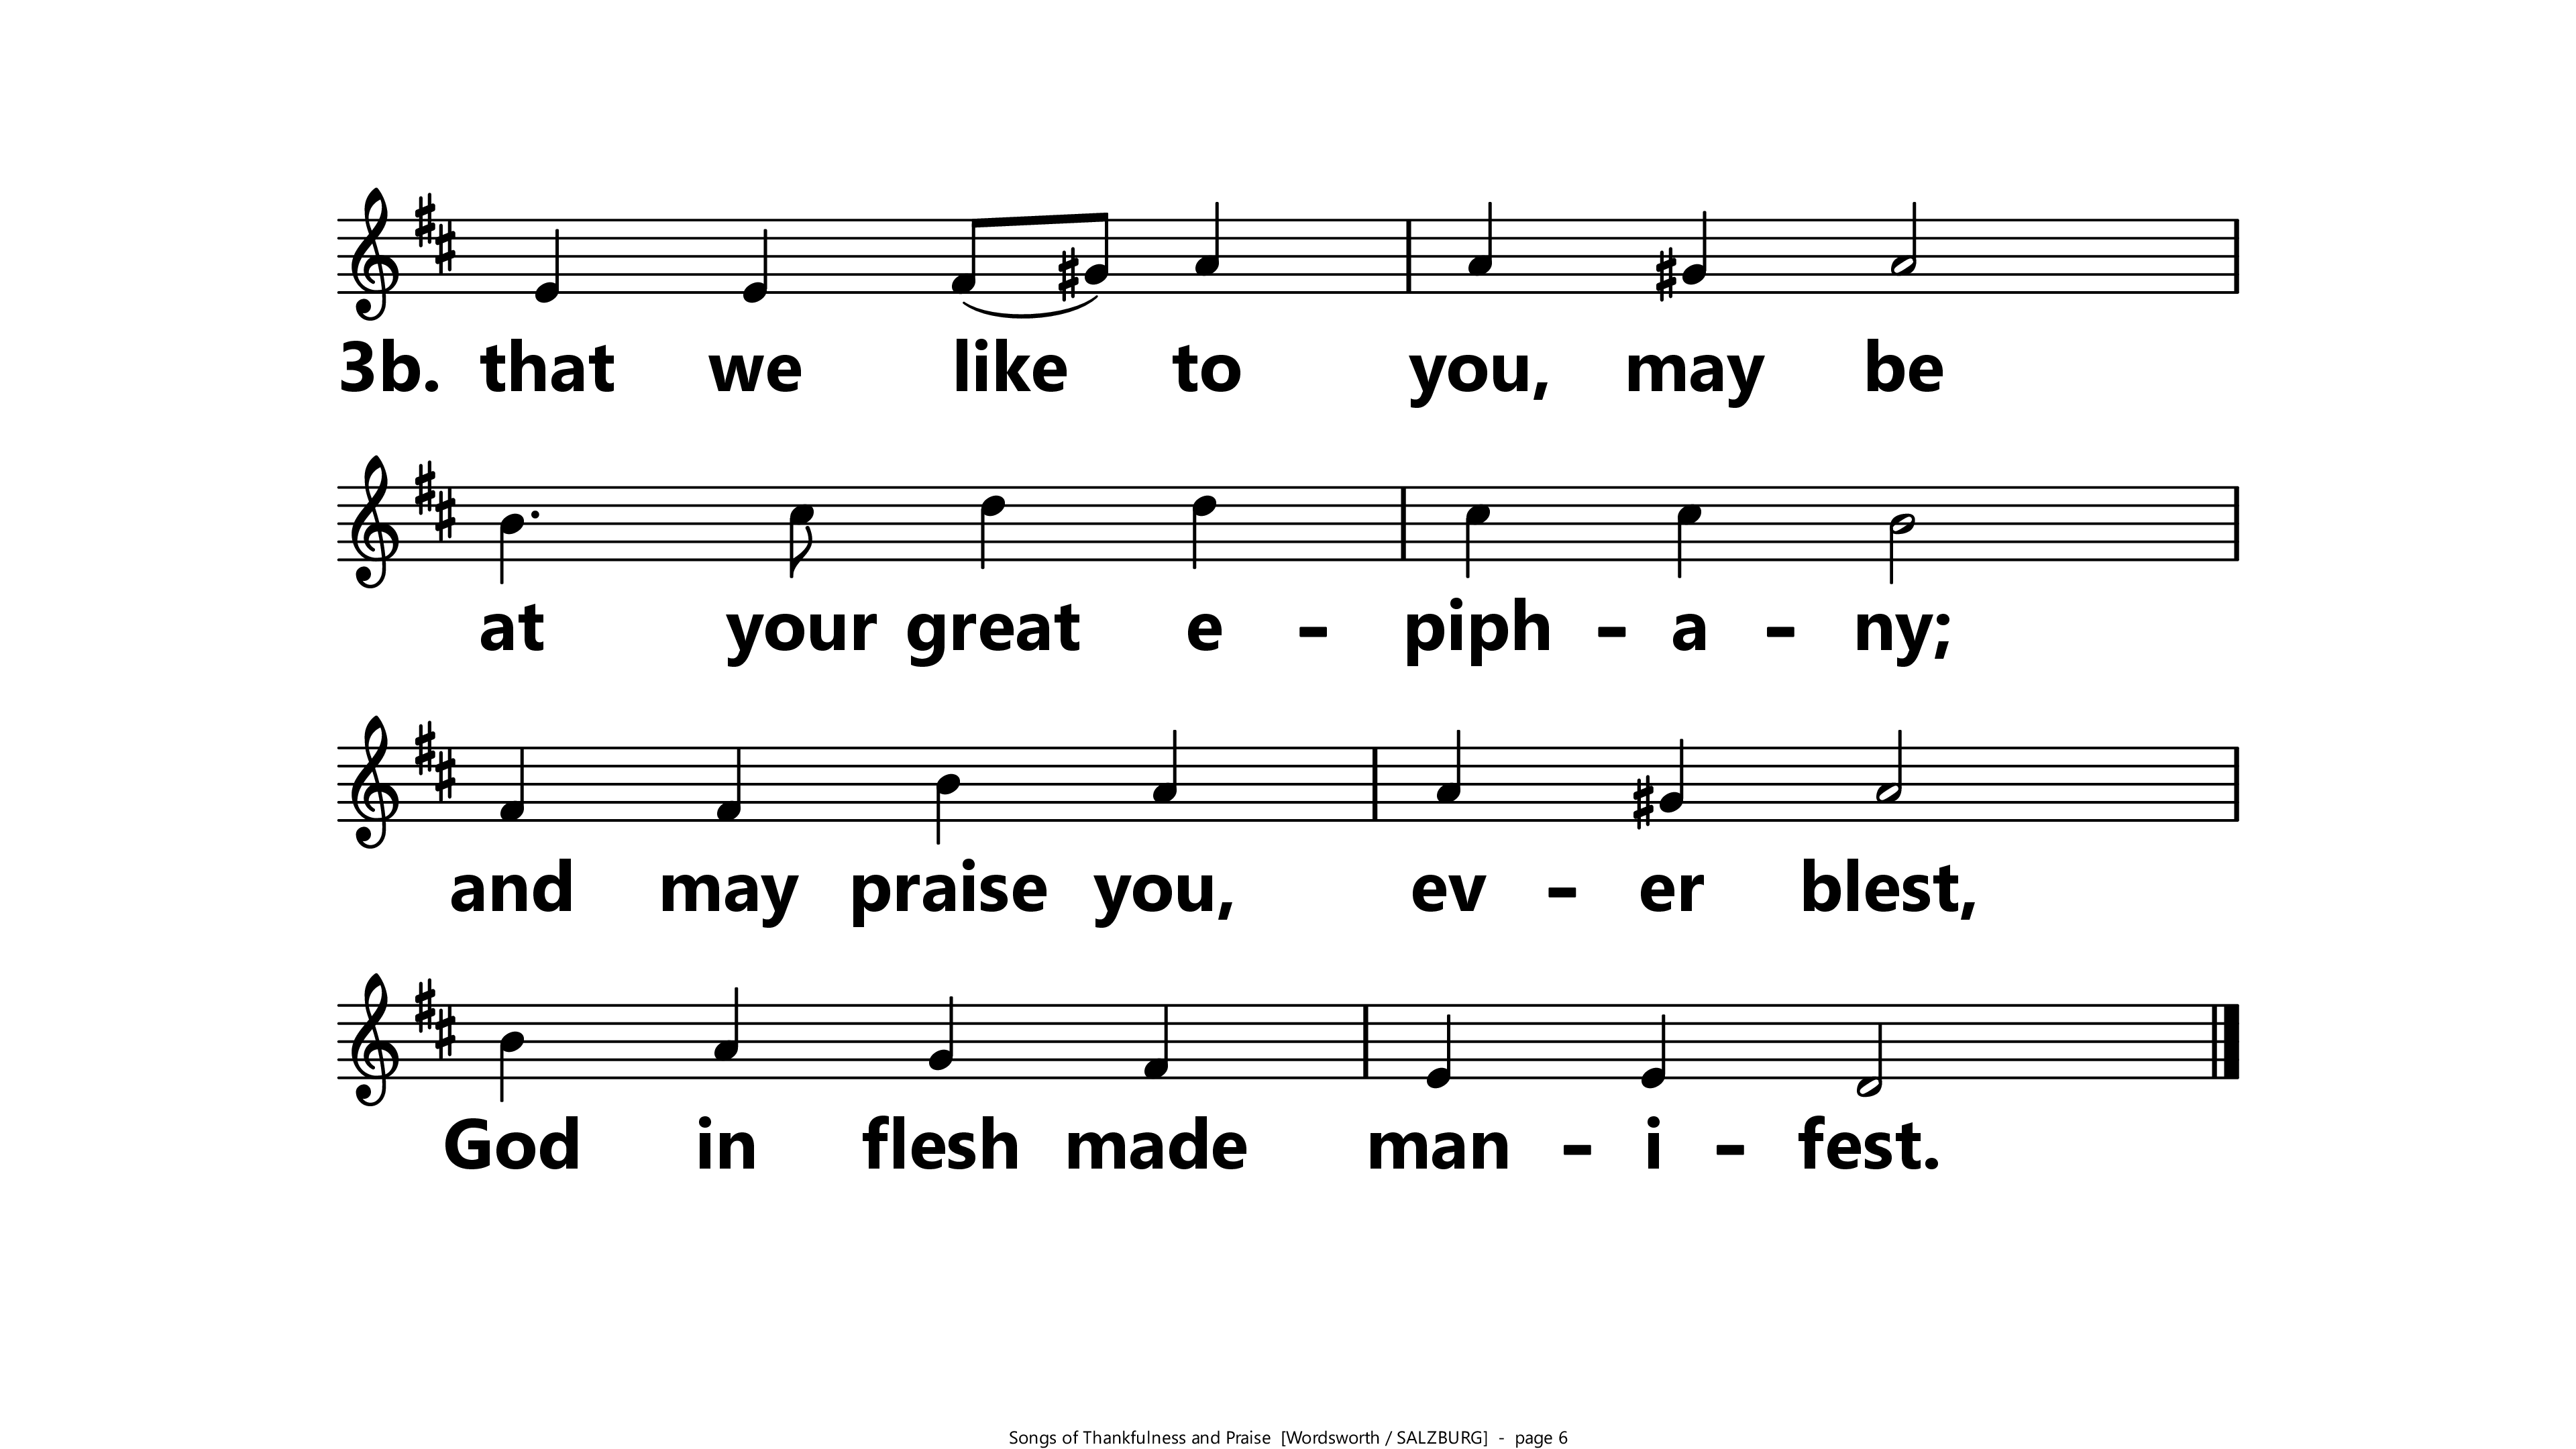 3b. that we like to you, may be
at your great e - piph - a - ny;
and may praise you, ev - er blest,
God in flesh made man - i - fest.
Songs of Thankfulness and Praise [Wordsworth / SALZBURG] - page 6